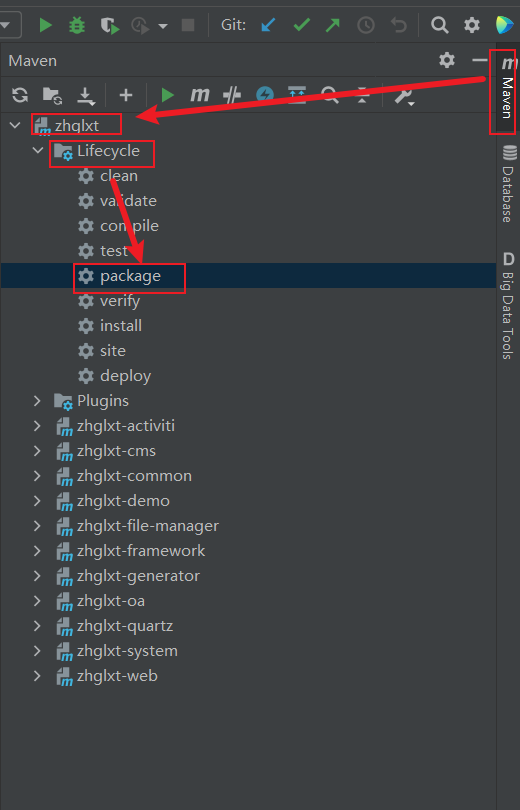 Git:
Maven
m
zhglxt
Lifecycle
clean
validate
compile
test
package
verify
install
site
deploy
Plugins
zhglxt-activiti
zhglxt-cms
zhglxt-common
zhglxt-demo
zhglxt-file-manager
zhglxt-framework
zhglxt-generator
zhglxt-oa
zhglxt-quartz
zhglxt-system
zhglxt-web
m Maven
Database
D Big Data Tools